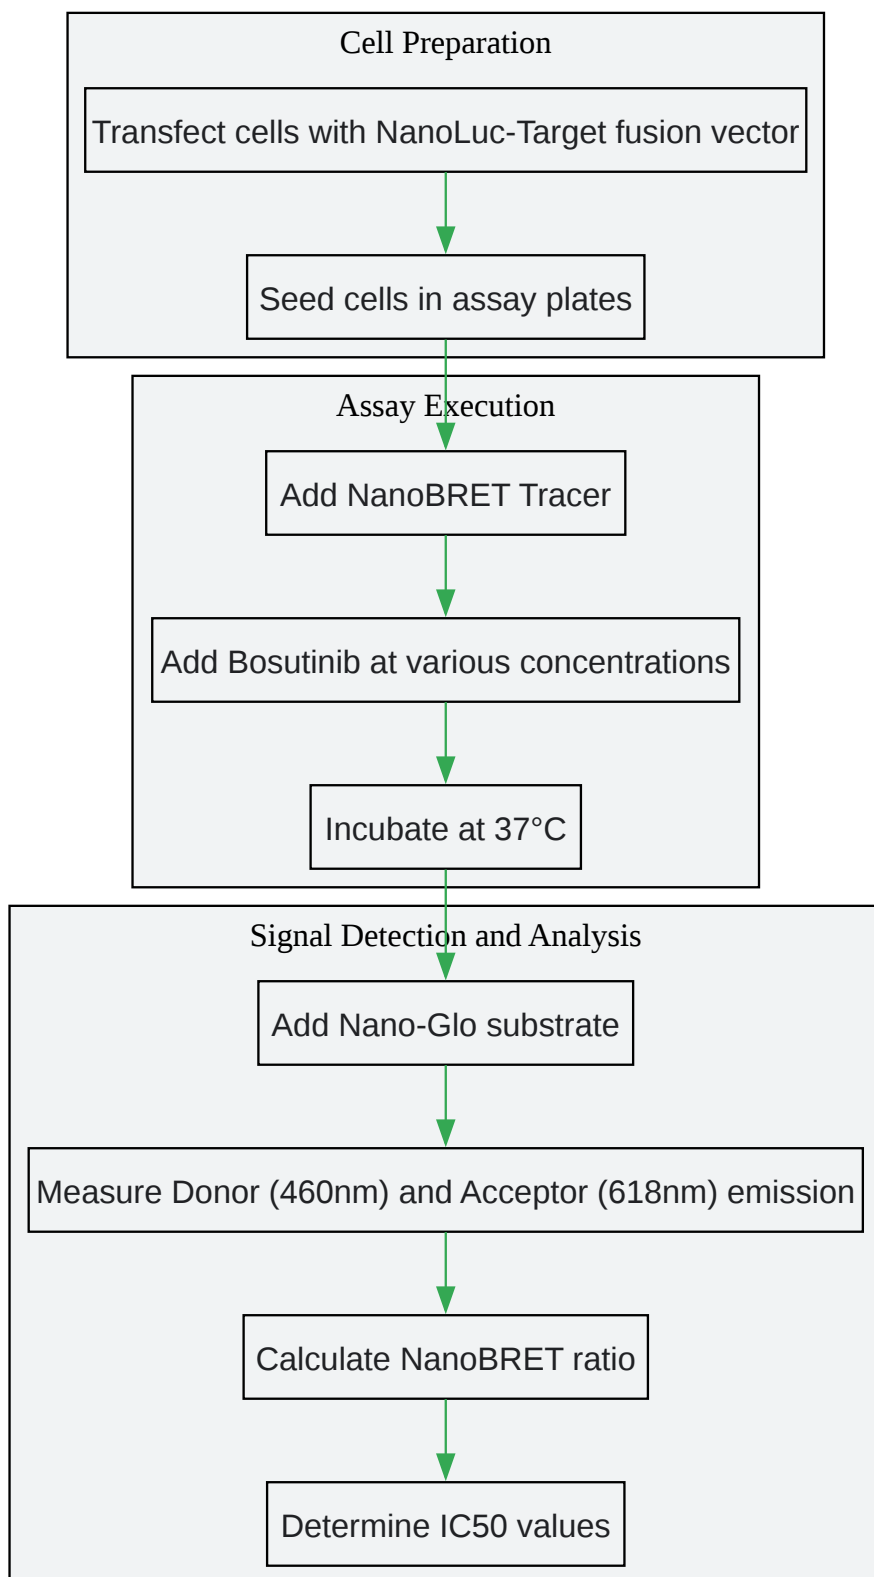 Cell Preparation
Transfect cells with NanoLuc-Target fusion vector
Seed cells in assay plates
Assay Execution
Add NanoBRET Tracer
Add Bosutinib at various concentrations
Incubate at 37°C
Signal Detection and Analysis
Add Nano-Glo substrate
Measure Donor (460nm) and Acceptor (618nm) emission
Calculate NanoBRET ratio
Determine IC50 values